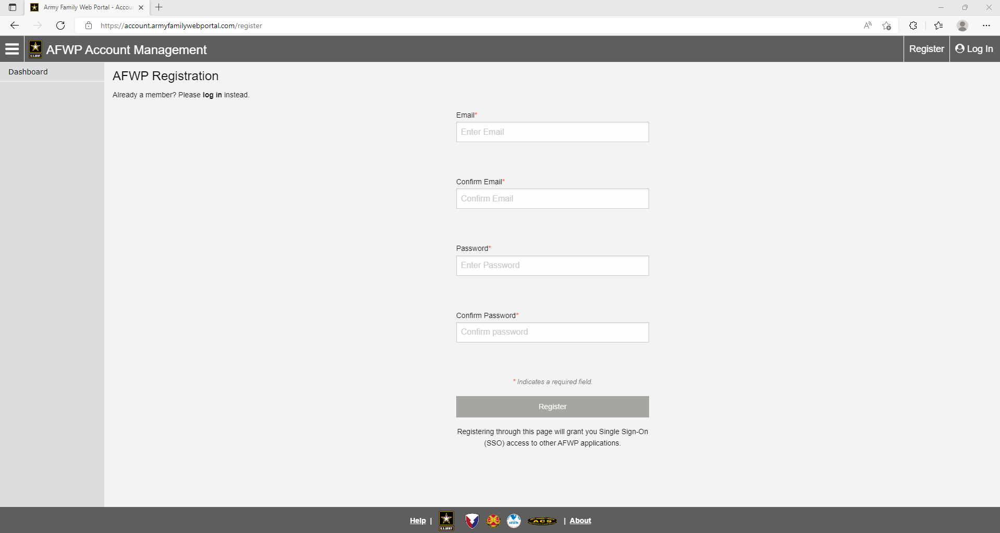 Army Family Web Portal - Accou
https://account.armyfamilywebportal.com/register
AFWP Account Management
Register
Log In
Dashboard
AFWP Registration
Already a member? Please log in instead.
Email*
Enter Email
Confirm Email*
Confirm Email
Password*
Enter Password
Confirm Password*
Confirm password
* Indicates a required field.
Register
Registering through this page will grant you Single Sign-On
(SSO) access to other AFWP applications.
Help | U.S.ARMY MWR ACS | About